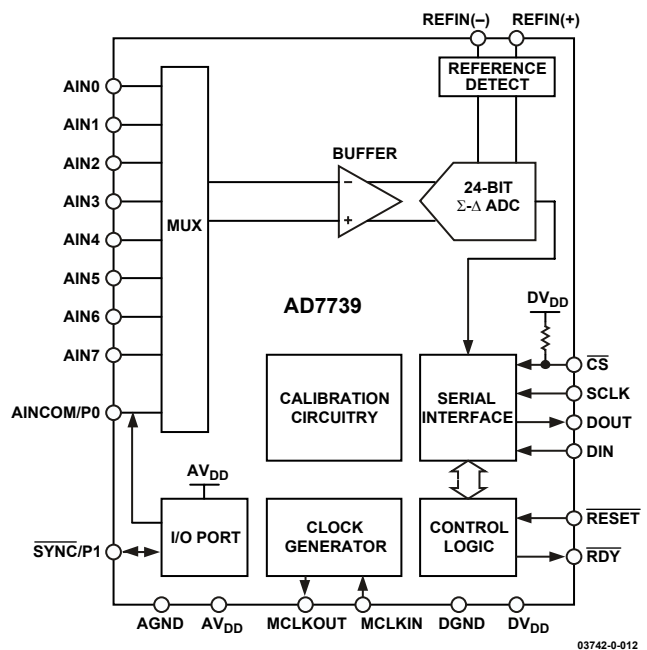 REFIN(–) REFIN(+)
REFERENCE
DETECT
AIN0
AIN1
AIN2
AIN3
AIN4
AIN5
AIN6
AIN7
AINCOM/P0
MUX
BUFFER
–
+
24-BIT
Σ-Δ ADC
AD7739
DVDD
CALIBRATION
CIRCUITRY
SERIAL
INTERFACE
CS
SCLK
DOUT
DIN
AVDD
I/O PORT
SYNC/P1
CLOCK
GENERATOR
CONTROL
LOGIC
RESET
RDY
AGND AVDD MCLKOUT MCLKIN DGND DVDD
03742-0-012